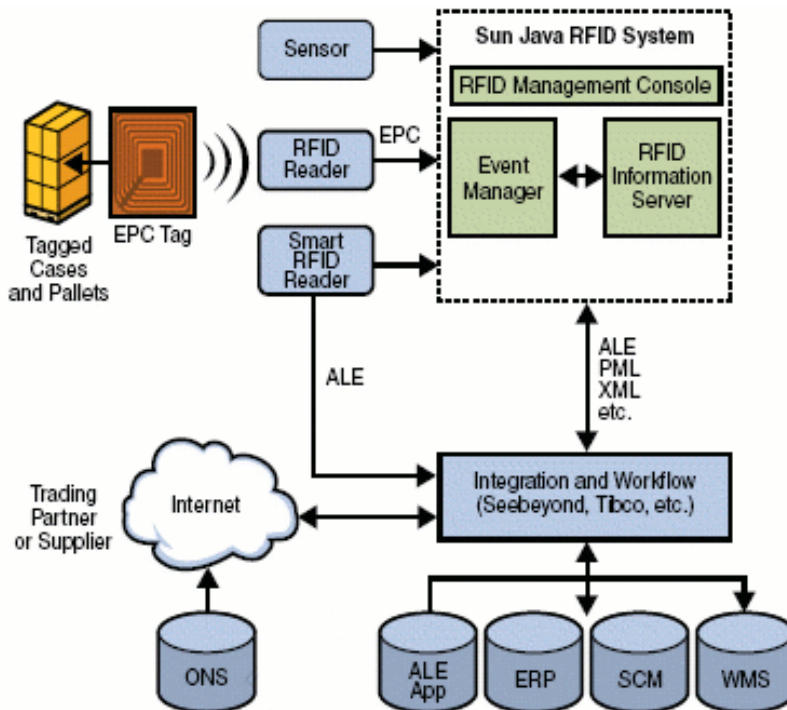 Sensor
Sun Java RFID System
RFID Management Console
RFID
Reader
EPC
Event
Manager
RFID
Information
Server
EPC Tag
Tagged
Cases
and Pallets
Smart
RFID
Reader
ALE
ALE
PML
XML
etc.
Trading
Partner
or Supplier
Internet
Integration and Workflow
(Seebeyond, Tibco, etc.)
ONS
ALE
App
ERP
SCM
WMS